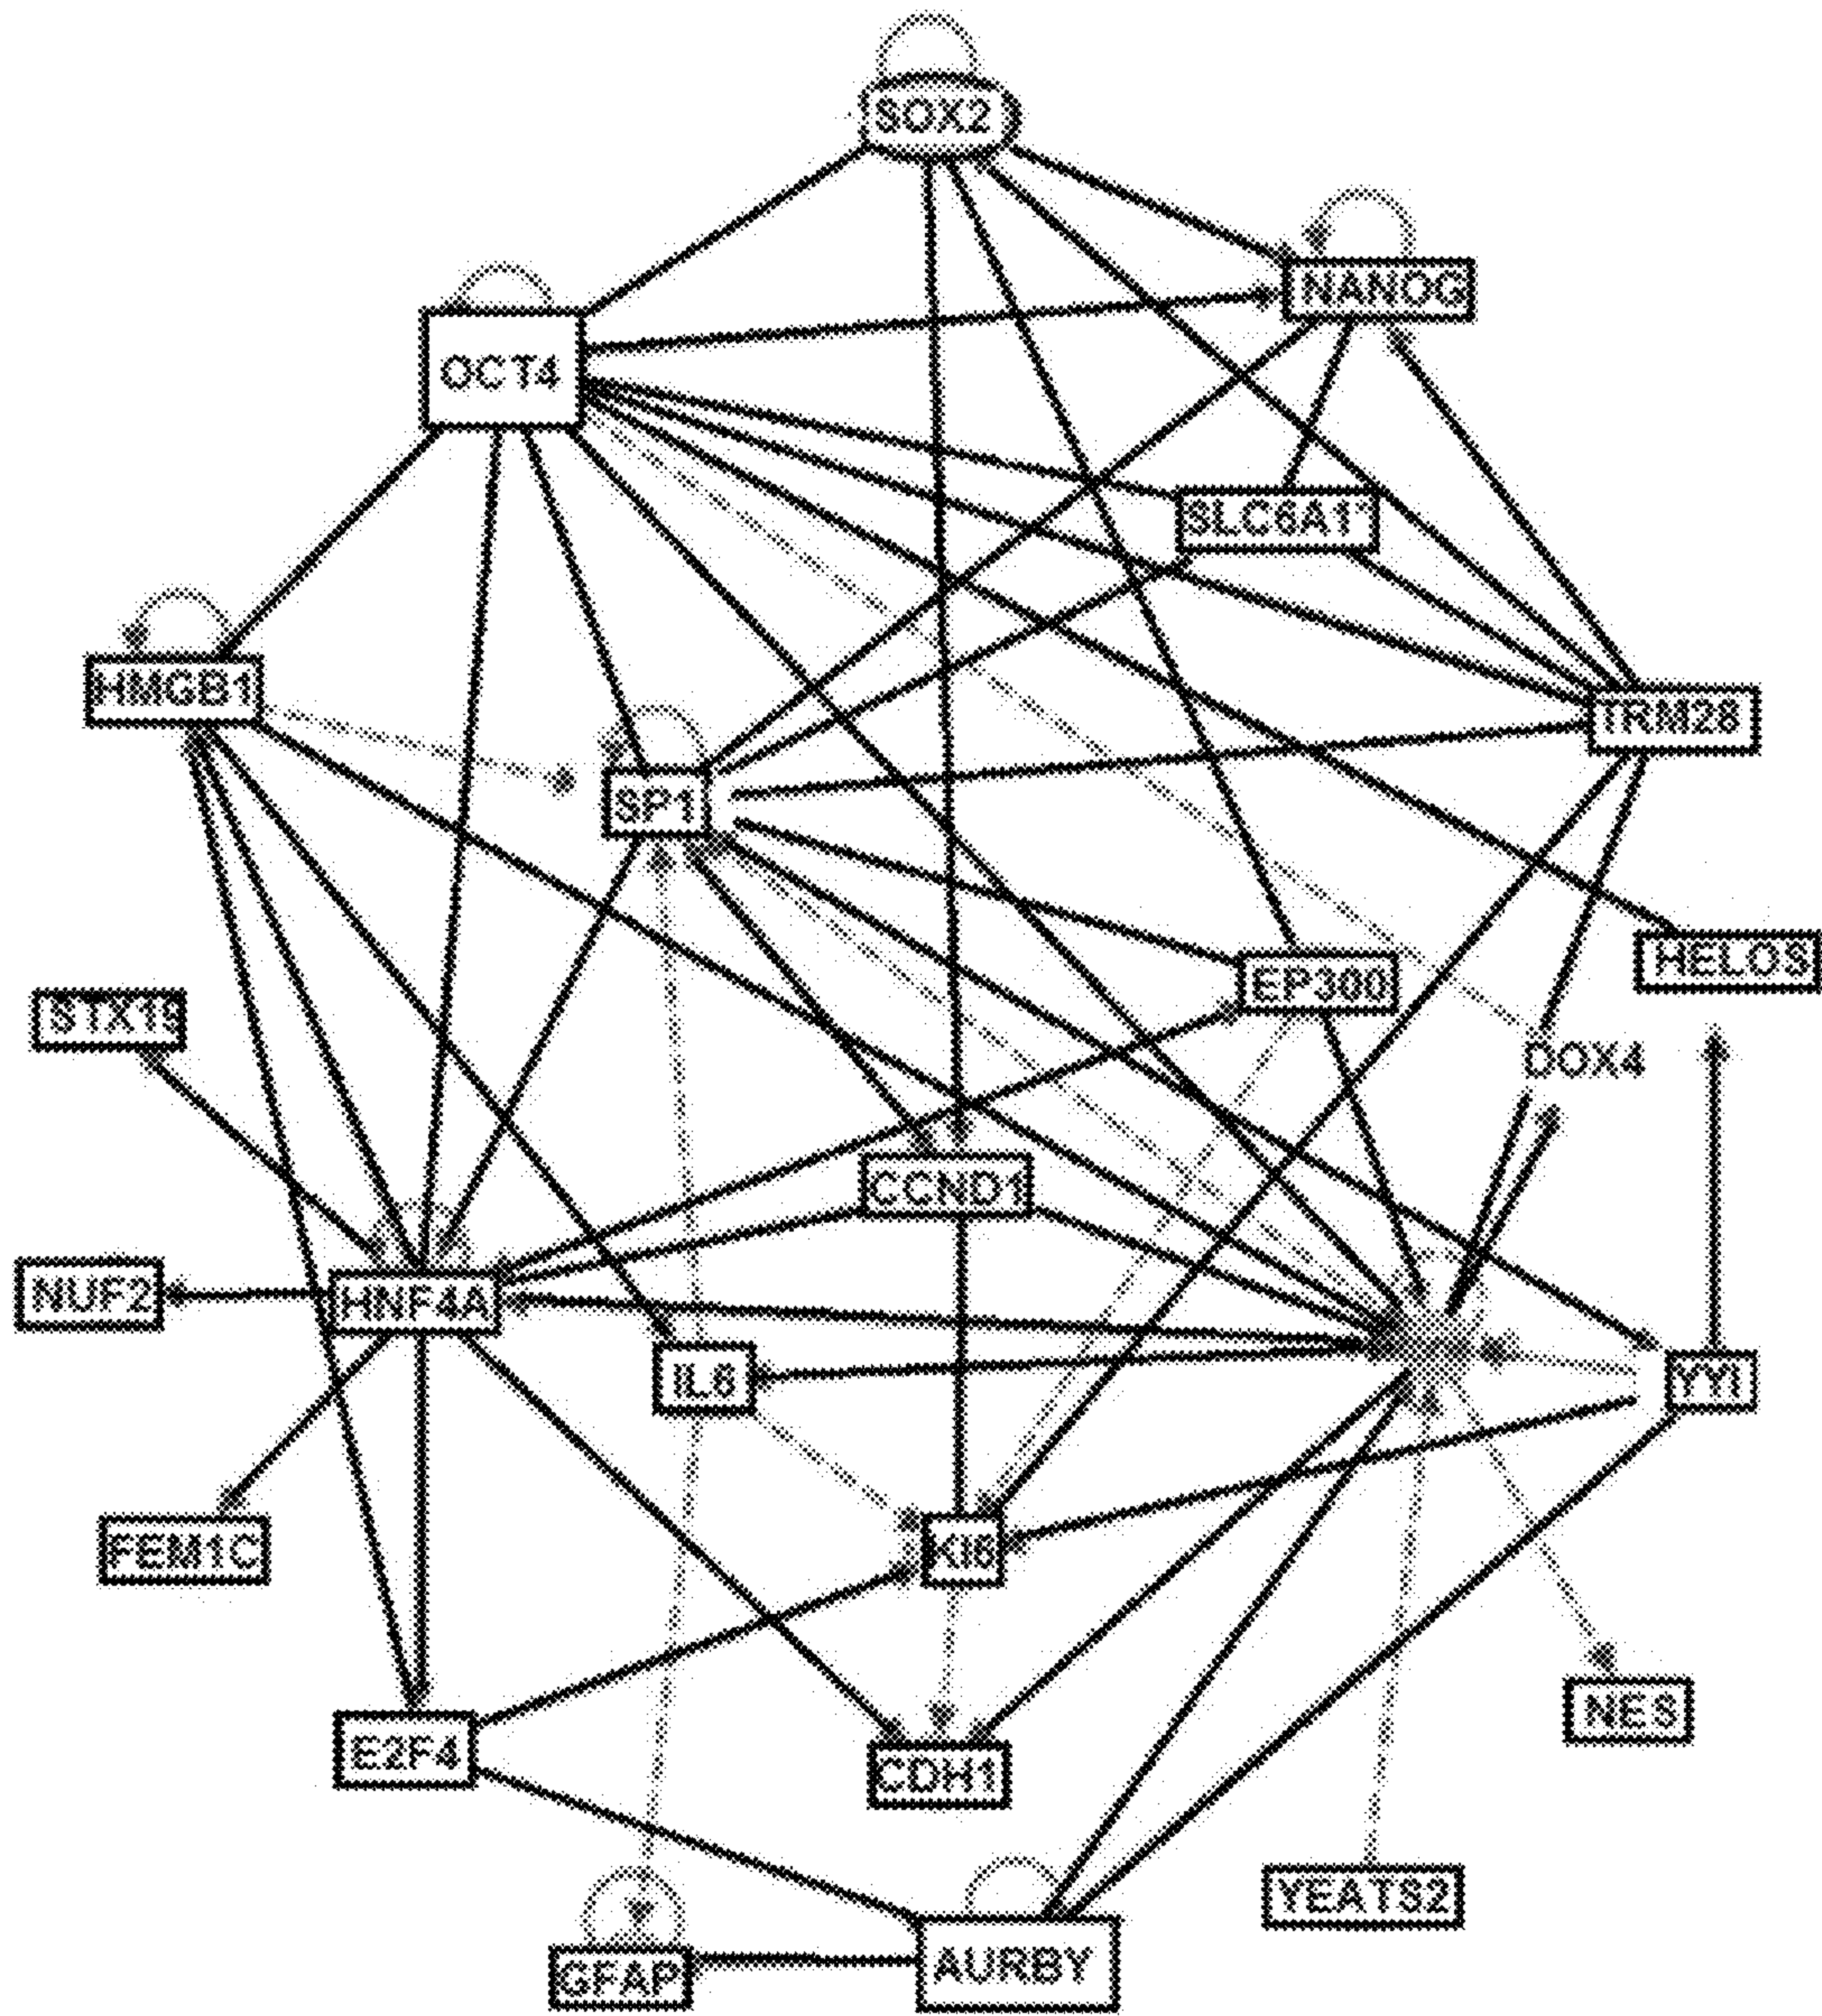 SOX2
NANOG
OCT4
SLC6A1
HMGB1
TRM28
SP1
HELOS
EP300
STX19
DOX4
CCND1
NUF2
HNF4A
IL6
YYI
FEM1C
KI6
NES
E2F4
CDH1
YEATS2
AURBY
GFAP